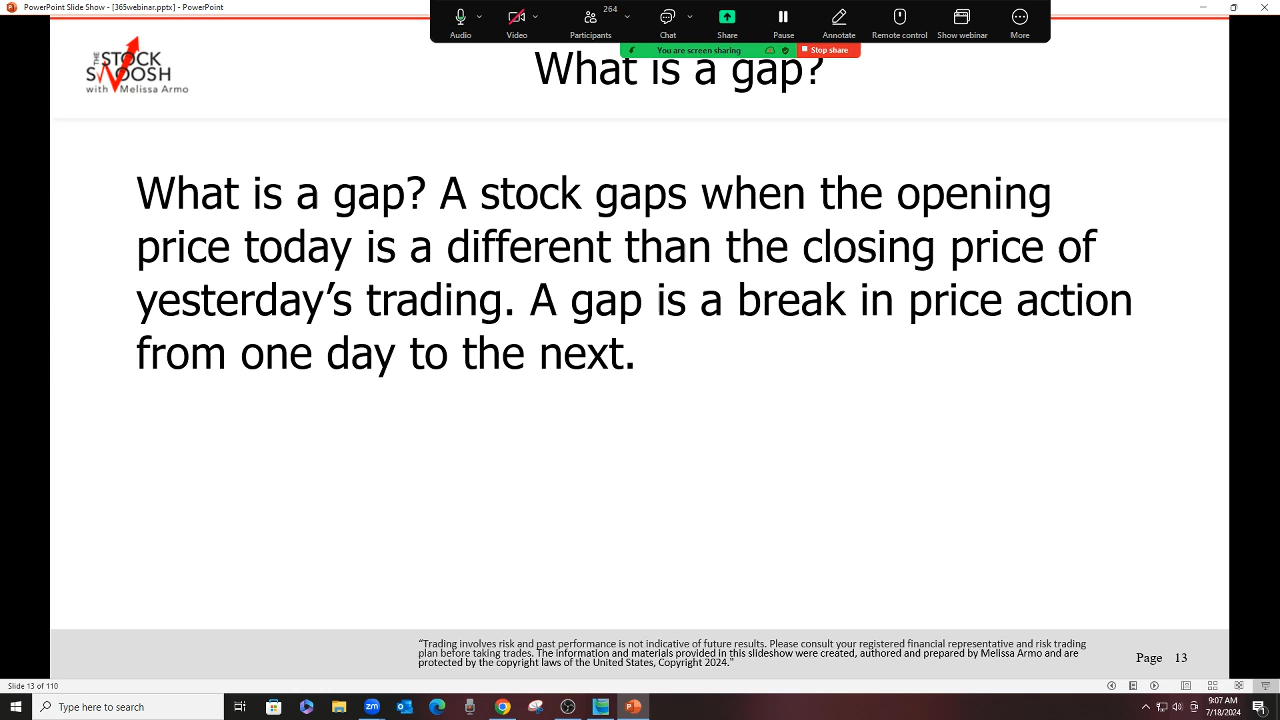 PowerPoint Slide Show - [365webinar.pptx] - PowerPoint
264
Audio Video Participants Chat Share Pause Annotate Remote control Show webinar More
You are screen sharing Stop share
THE STOCK
SWOOSH
with Melissa Armo
What is a gap?
What is a gap? A stock gaps when the opening
price today is a different than the closing price of
yesterday’s trading. A gap is a break in price action
from one day to the next.
“Trading involves risk and past performance is not indicative of future results. Please consult your registered financial representative and risk trading
plan before taking trades. The information and materials provided in this slideshow were created, authored and prepared by Melissa Armo and are
protected by the copyright laws of the United States, Copyright 2024."
Page 13
Slide 13 of 110
Type here to search
9:07 AM
7/18/2024